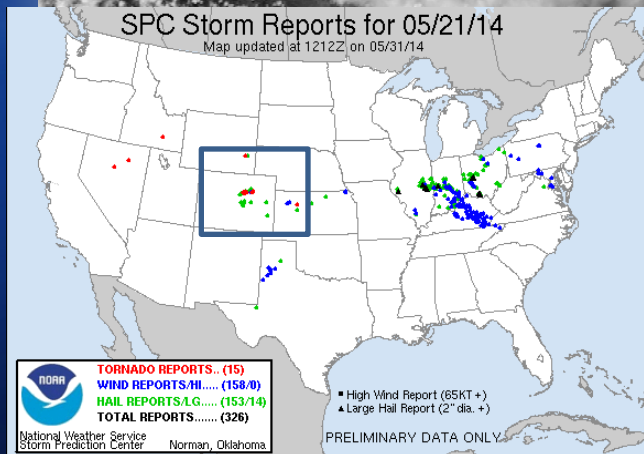 SPC Storm Reports for 05/21/14
Map updated at 1212Z on 05/31/14
NOAA
TORNADO REPORTS.. (15)
WIND REPORTS/HI..... (158/0)
HAIL REPORTS/LG..... (153/14)
TOTAL REPORTS....... (326)
National Weather Service
Storm Prediction Center Norman, Oklahoma
High Wind Report (65KT +)
Large Hail Report (2" dia. +)
PRELIMINARY DATA ONLY